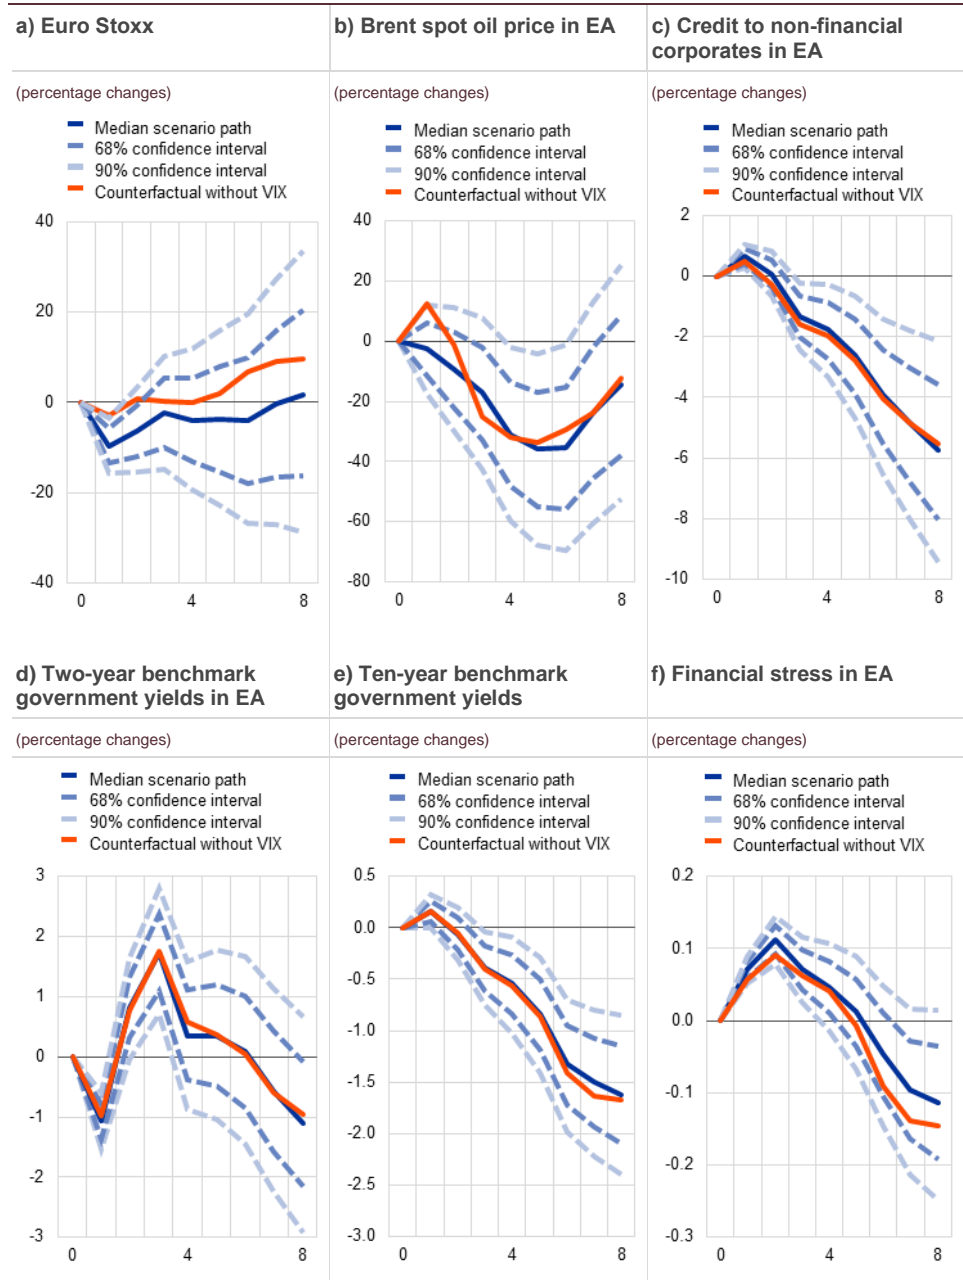 a) Euro Stoxx
b) Brent spot oil price in EA
c) Credit to non-financial
corporates in EA
(percentage changes)
(percentage changes)
(percentage changes)
Median scenario path
68% confidence interval
90% confidence interval
Counterfactual without VIX
40
20
0
-20
-40
0 4 8
Median scenario path
68% confidence interval
90% confidence interval
Counterfactual without VIX
40
20
0
-20
-40
-60
-80
0 4 8
Median scenario path
68% confidence interval
90% confidence interval
Counterfactual without VIX
2
0
-2
-4
-6
-8
-10
0 4 8
d) Two-year benchmark
government yields in EA
e) Ten-year benchmark
government yields
f) Financial stress in EA
(percentage changes)
(percentage changes)
(percentage changes)
Median scenario path
68% confidence interval
90% confidence interval
Counterfactual without VIX
3
2
1
0
-1
-2
-3
0 4 8
Median scenario path
68% confidence interval
90% confidence interval
Counterfactual without VIX
0.5
0.0
-0.5
-1.0
-1.5
-2.0
-2.5
-3.0
0 4 8
Median scenario path
68% confidence interval
90% confidence interval
Counterfactual without VIX
0.2
0.1
0.0
-0.1
-0.2
-0.3
0 4 8